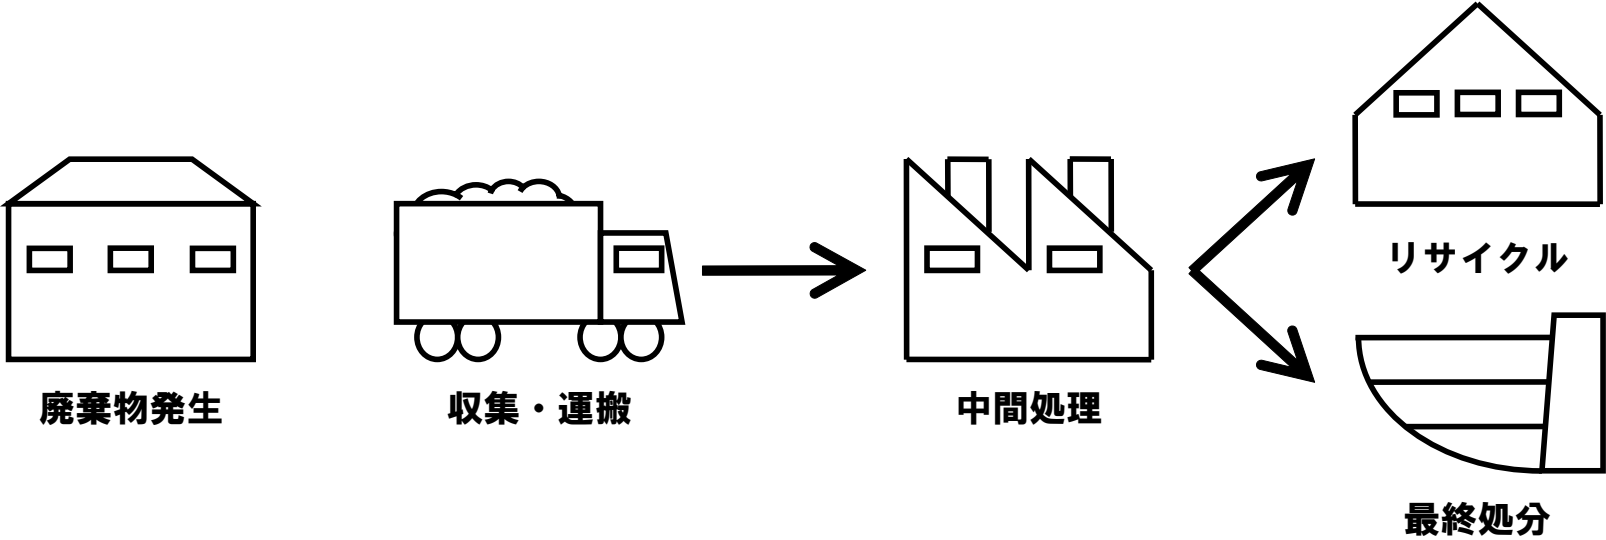 廃棄物発生
収集・運搬
中間処理
リサイクル
最終処分